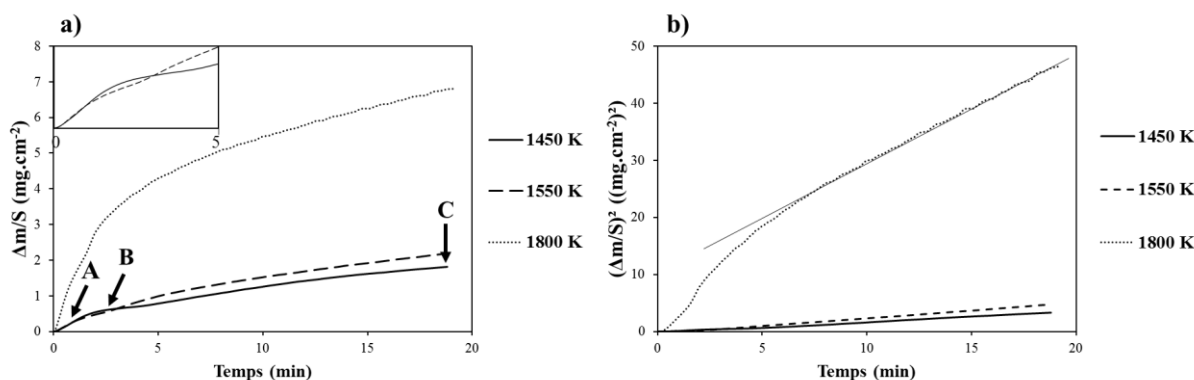 a)
Δm/S (mg.cm⁻²)
8
7
6
5
4
3
2
1
0
0 5
A
B
C
0 5 10 15 20
Temps (min)
1450 K
1550 K
1800 K
b)
(Δm/S)² ((mg.cm⁻²)²)
50
40
30
20
10
0
0 5 10 15 20
Temps (min)
1450 K
1550 K
1800 K